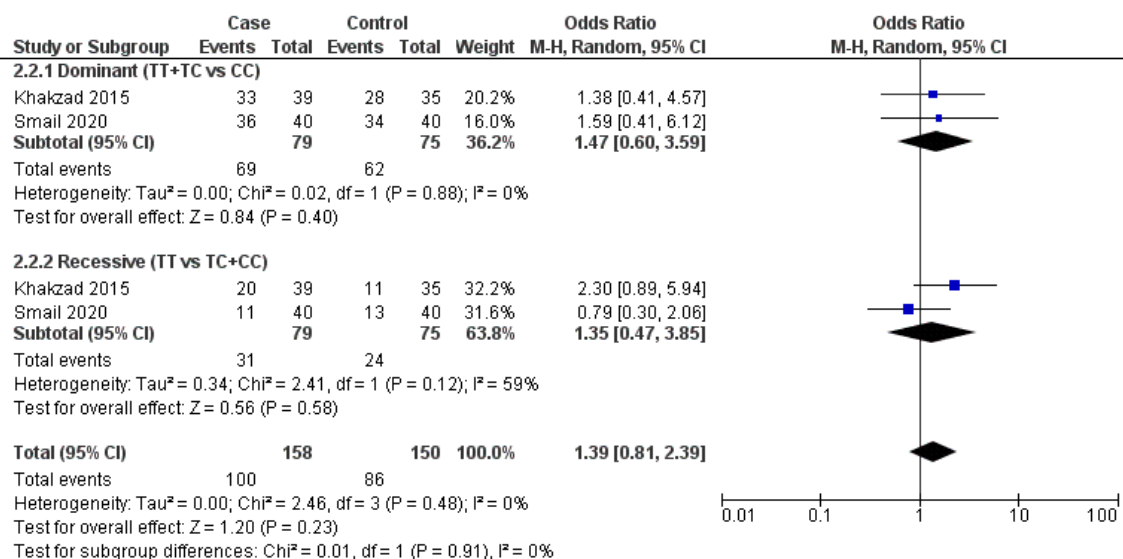 Case Control Odds Ratio Odds Ratio
Study or Subgroup Events Total Events Total Weight M-H, Random, 95% CI M-H, Random, 95% CI
2.2.1 Dominant (TT+TC vs CC)
Khakzad 2015 33 39 28 35 20.2% 1.38 [0.41, 4.57]
Smail 2020 36 40 34 40 16.0% 1.59 [0.41, 6.12]
Subtotal (95% CI) 79 75 36.2% 1.47 [0.60, 3.59]
Total events 69 62
Heterogeneity: Tau² = 0.00; Chi² = 0.02, df = 1 (P = 0.88); I² = 0%
Test for overall effect: Z = 0.84 (P = 0.40)
2.2.2 Recessive (TT vs TC+CC)
Khakzad 2015 20 39 11 35 32.2% 2.30 [0.89, 5.94]
Smail 2020 11 40 13 40 31.6% 0.79 [0.30, 2.06]
Subtotal (95% CI) 79 75 63.8% 1.35 [0.47, 3.85]
Total events 31 24
Heterogeneity: Tau² = 0.34; Chi² = 2.41, df = 1 (P = 0.12); I² = 59%
Test for overall effect: Z = 0.56 (P = 0.58)
Total (95% CI) 158 150 100.0% 1.39 [0.81, 2.39]
Total events 100 86
Heterogeneity: Tau² = 0.00; Chi² = 2.46, df = 3 (P = 0.48); I² = 0%
Test for overall effect: Z = 1.20 (P = 0.23)
Test for subgroup differences: Chi² = 0.01, df = 1 (P = 0.91), I² = 0%
0.01 0.1 1 10 100